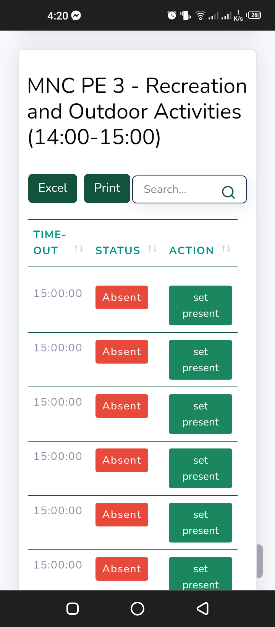 4:20
1
K/s
28
MNC PE 3 - Recreation
and Outdoor Activities
(14:00-15:00)
Excel Print Search...
TIME-
OUT STATUS ACTION
15:00:00 Absent set
present
15:00:00 Absent set
present
15:00:00 Absent set
present
15:00:00 Absent set
present
15:00:00 Absent set
present
15:00:00 Absent set
present